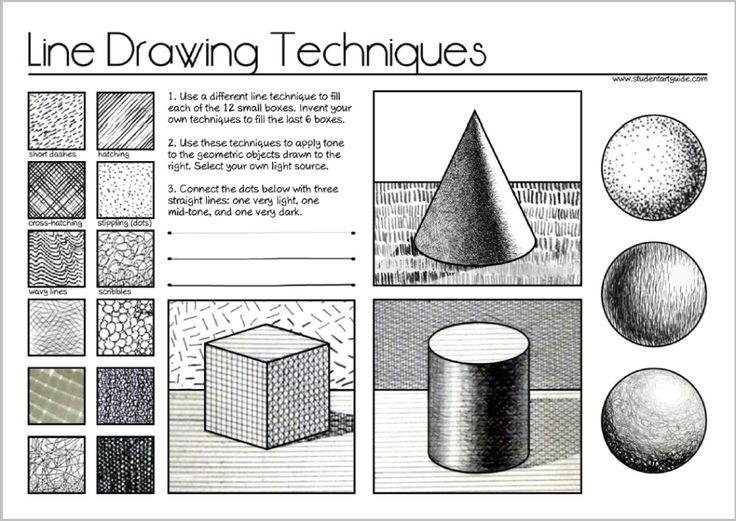 Line Drawing Techniques
www.studentartguide.com
1. Use a different line technique to fill
each of the 12 small boxes. Invent your
own techniques to fill the last 6 boxes.
2. Use these techniques to apply tone
to the geometric objects drawn to the
right. Select your own light source.
3. Connect the dots below with three
straight lines: one very light, one
mid-tone, and one very dark.
short dashes
hatching
cross-hatching
stippling (dots)
wavy lines
scribbles